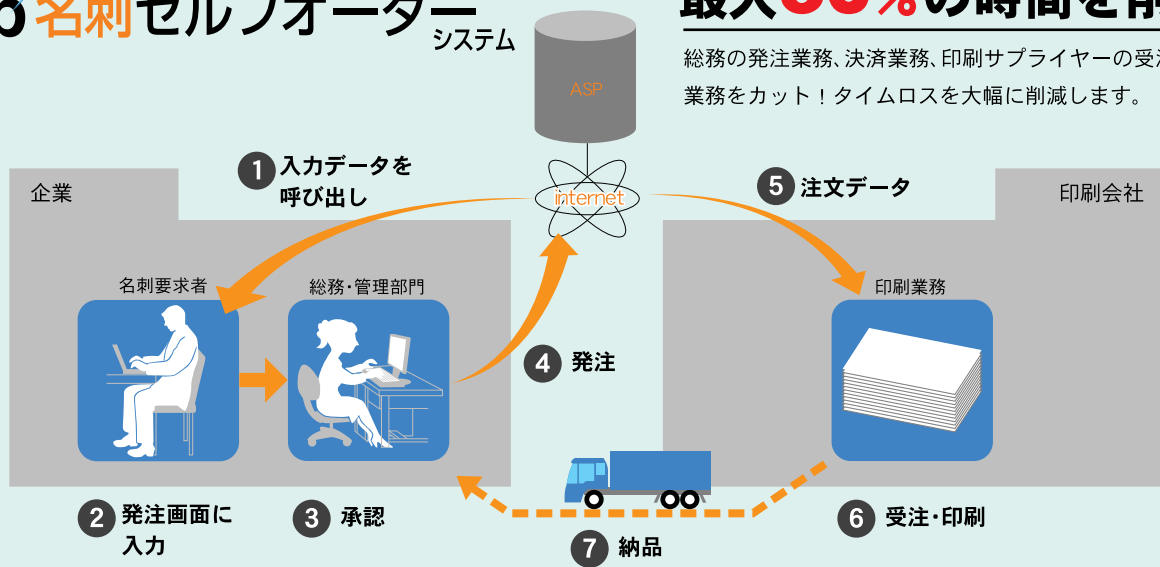 名刺セルフオーダー
システム
の時間を
総務の発注業務、決済業務、印刷サプライヤーの受
業務をカット！タイムロスを大幅に削減します。
ASP
internet
1 入力データを
呼び出し
5 注文データ
企業
印刷会社
名刺要求者
総務・管理部門
印刷業務
4 発注
2 発注画面に
入力
3 承認
6 受注・印刷
7 納品